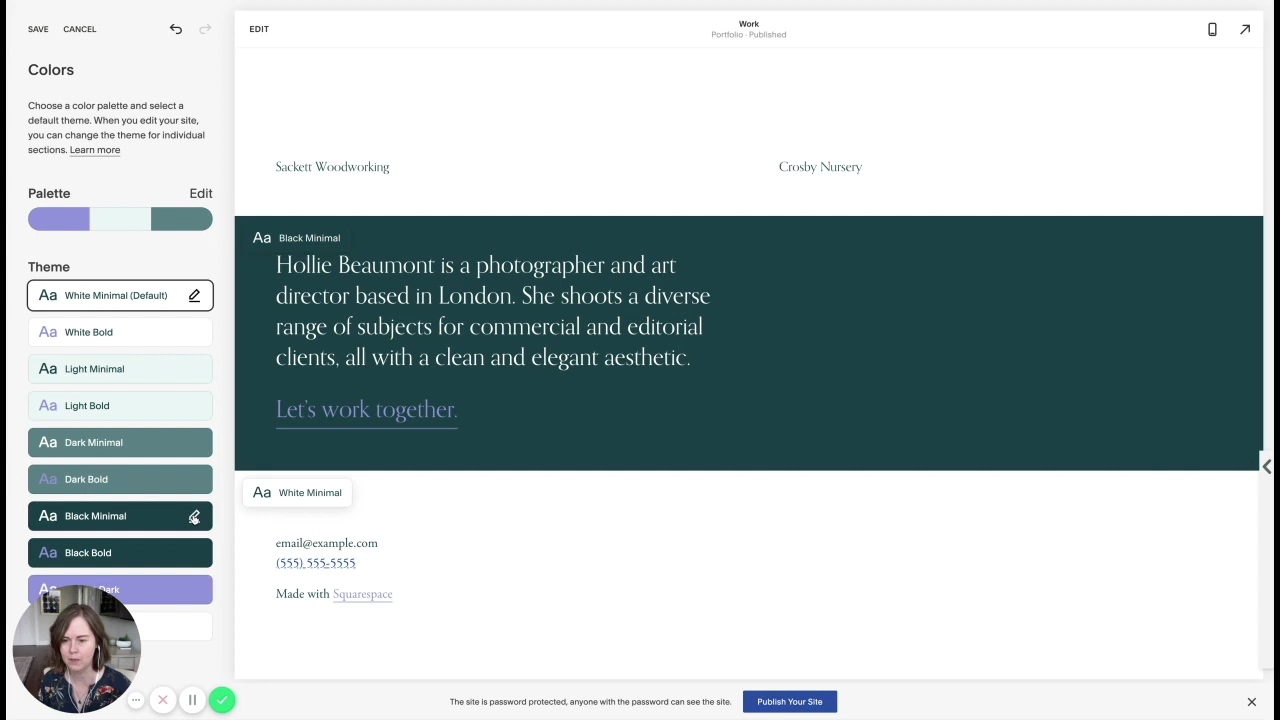 SAVE CANCEL
Colors
Choose a color palette and select a
default theme. When you edit your site,
you can change the theme for individual
sections. Learn more
Palette Edit
Theme
Aa White Minimal (Default)
Aa White Bold
Aa Light Minimal
Aa Light Bold
Aa Dark Minimal
Aa Dark Bold
Aa Black Minimal
Aa Black Bold
Dark
EDIT
Work
Portfolio · Published
Sackett Woodworking
Crosby Nursery
Aa Black Minimal
Hollie Beaumont is a photographer and art
director based in London. She shoots a diverse
range of subjects for commercial and editorial
clients, all with a clean and elegant aesthetic.
Let's work together.
Aa White Minimal
email@example.com
(555) 555-5555
Made with Squarespace
The site is password protected, anyone with the password can see the site. Publish Your Site